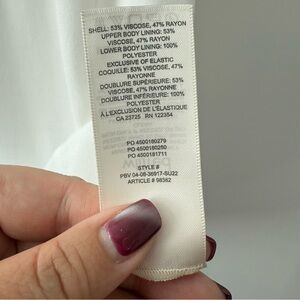 SHELL: 53% VISCOSE, 47% RAYON
UPPER BODY LINING: 53%
VISCOSE, 47% RAYON
LOWER BODY LINING: 100%
POLYESTER
EXCLUSIVE OF ELASTIC
COQUILLE: 53% VISCOSE, 47%
RAYONNE
DOUBLURE SUPÉRIEURE: 53%
VISCOSE, 47% RAYONNE
DOUBLURE INFÉRIEURE: 100%
POLYESTER
À L'EXCLUSION DE L'ÉLASTIQUE
CA 23725 RN 122384
PO 4500180279
PO 4500180280
PO 4500181711
STYLE #
PBV 04-08-36917-SU22
ARTICLE # 98362